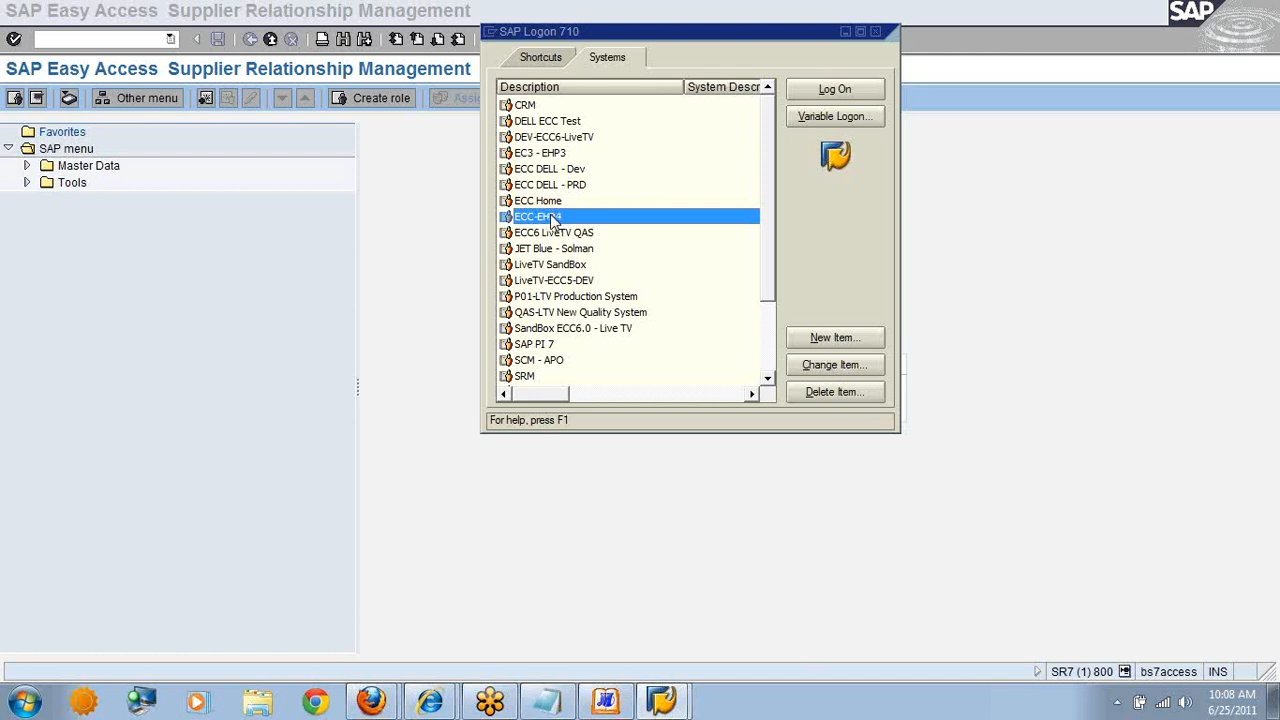 SAP Easy Access Supplier Relationship Management
SAP
SAP Easy Access Supplier Relationship Management
Other menu
Create role
Favorites
SAP menu
Master Data
Tools
SAP Logon 710
Shortcuts
Systems
Description
System Descr
CRM
DELL ECC Test
DEV-ECC6-LiveTV
EC3 - EHP3
ECC DELL - Dev
ECC DELL - PRD
ECC Home
ECC-EHP4
ECC6 LiveTV QAS
JET Blue - Solman
LiveTV SandBox
LiveTV-ECC5-DEV
P01-LTV Production System
QAS-LTV New Quality System
SandBox ECC6.0 - Live TV
SAP PI 7
SCM - APO
SRM
Log On
Variable Logon...
New Item...
Change Item...
Delete Item...
For help, press F1
SR7 (1) 800
bs7access
INS
10:08 AM
6/25/2011